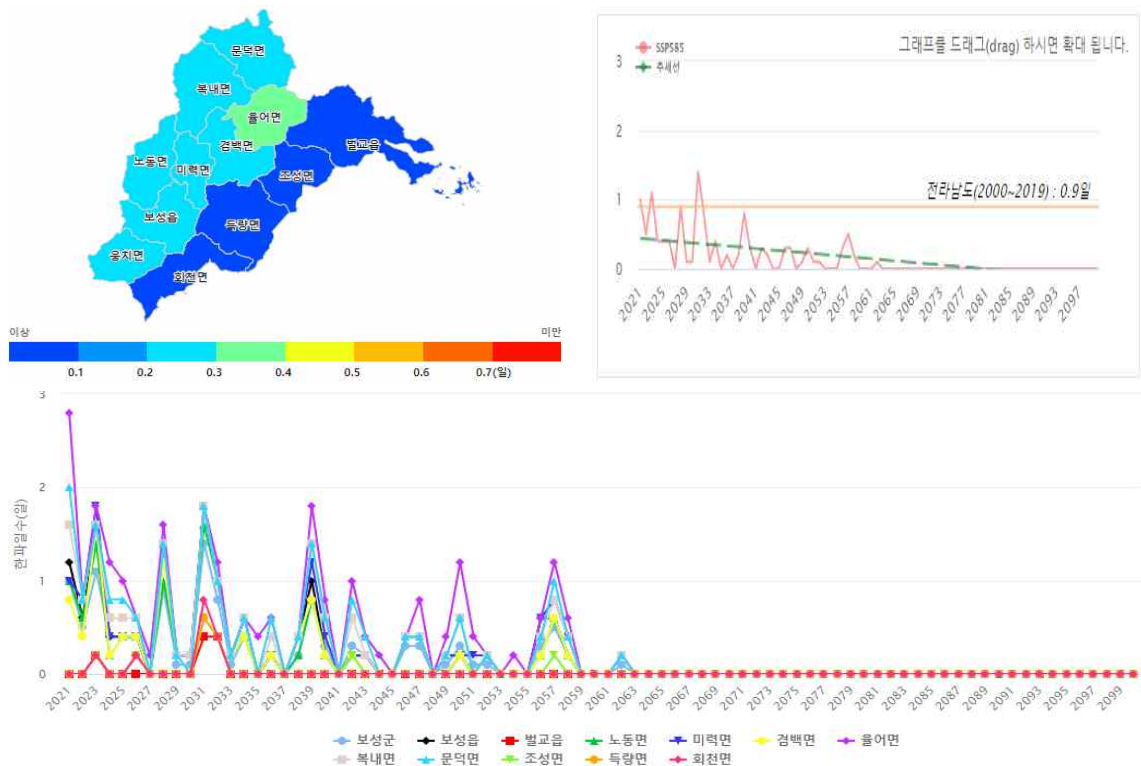 문덕면
복내면
율어면
겸백면
벌교읍
노동면
미력면
조성면
보성읍
득량면
웅치면
회천면
이상
미만
0.1 0.2 0.3 0.4 0.5 0.6 0.7(일)
SSP585
추세선
그래프를 드래그(drag) 하시면 확대 됩니다.
3
2
전라남도(2000~2019) : 0.9일
1
0
2021 2025 2029 2033 2037 2041 2045 2049 2053 2057 2061 2065 2069 2073 2077 2081 2085 2089 2093 2097
3
2
한파일수(일)
1
0
2021 2023 2025 2027 2029 2031 2033 2035 2037 2039 2041 2043 2045 2047 2049 2051 2053 2055 2057 2059 2061 2063 2065 2067 2069 2071 2073 2075 2077 2079 2081 2083 2085 2087 2089 2091 2093 2095 2097 2099
보성군 보성읍 벌교읍 노동면 미력면 겸백면 율어면
복내면 문덕면 조성면 득량면 회천면